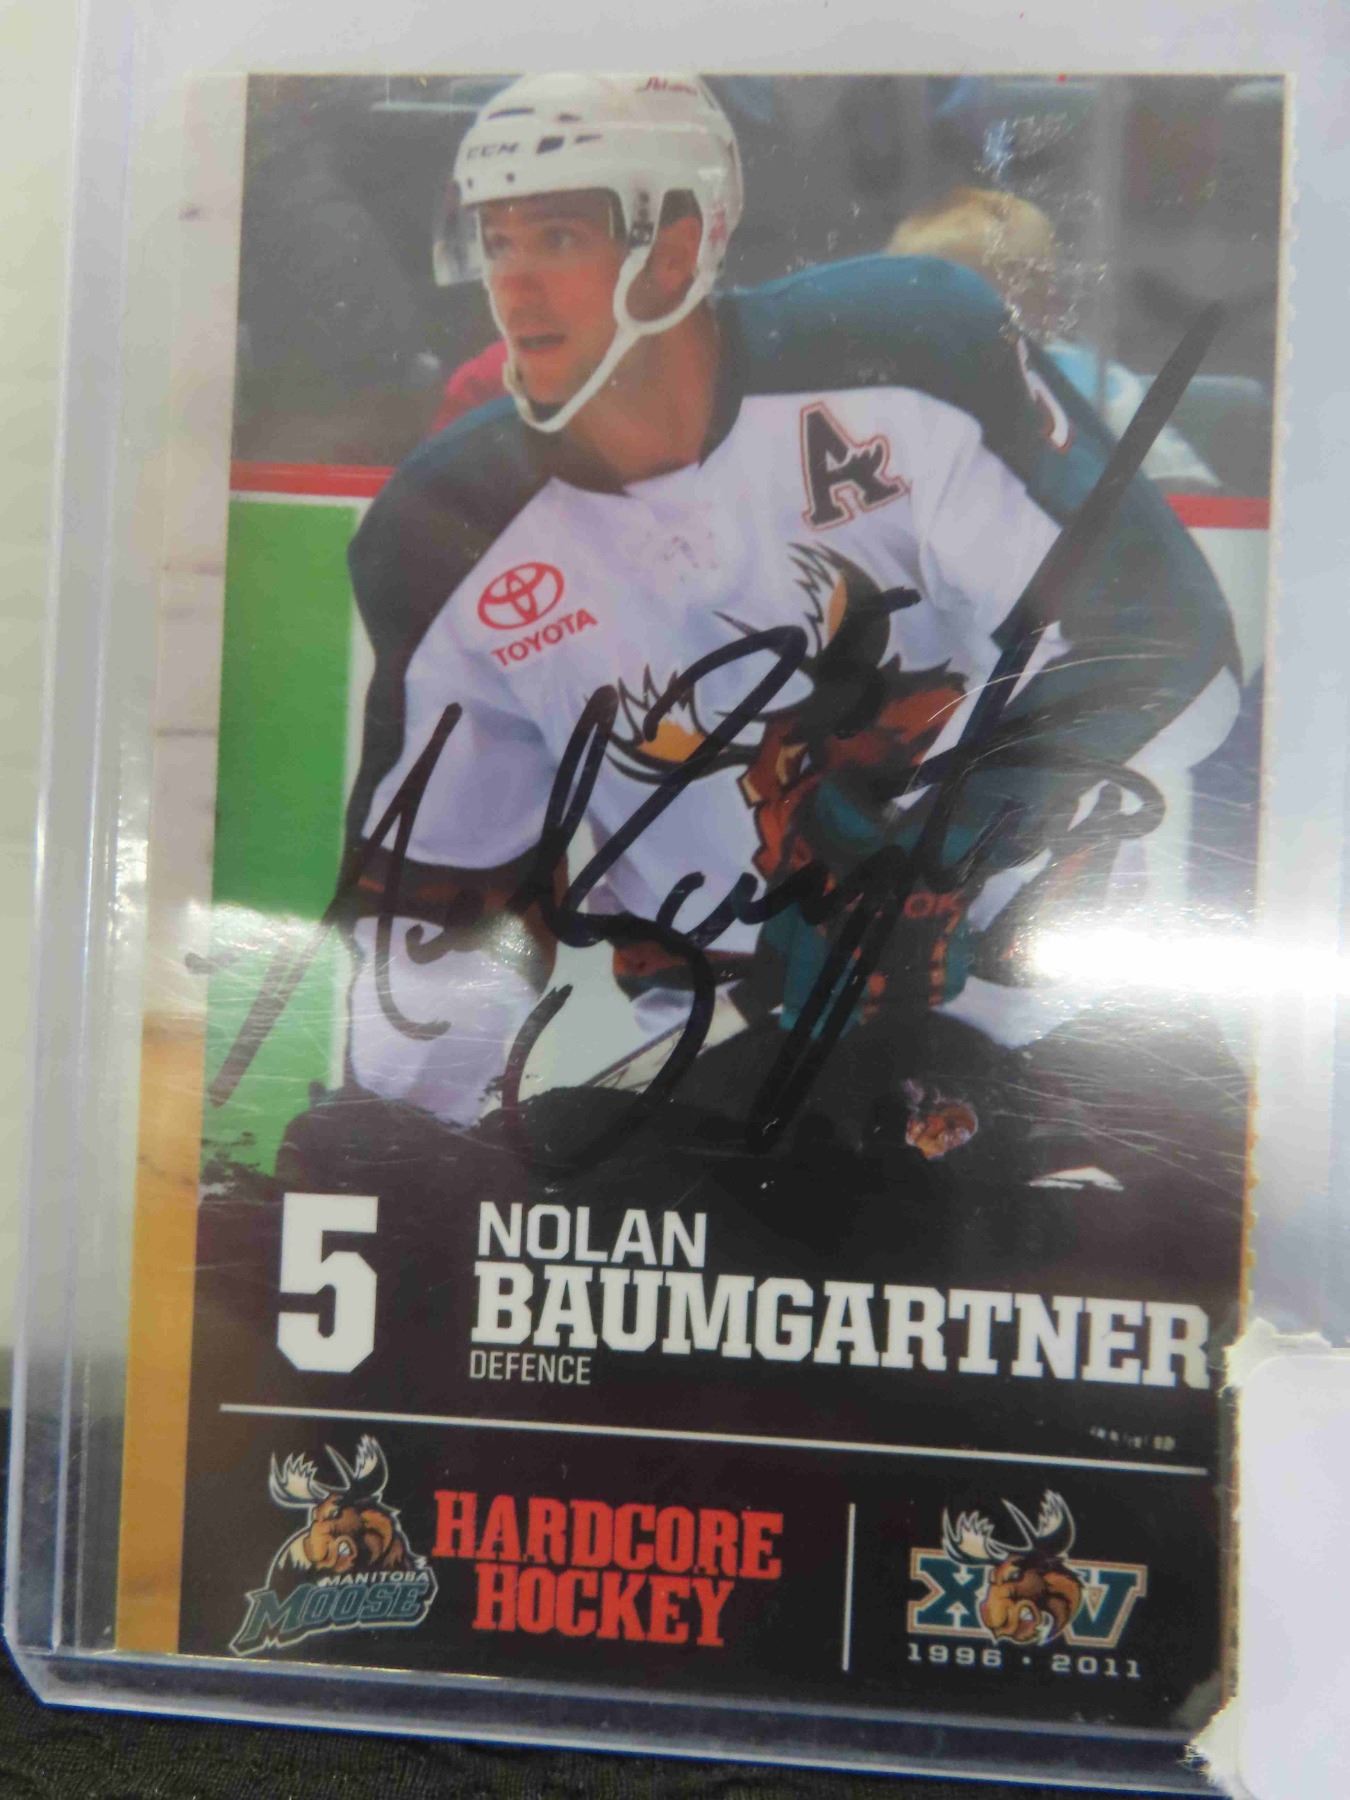 CCM
A
TOYOTA
5
NOLAN
BAUMGARTNER
DEFENCE
MANITOBA
MOOSE
HARDCORE
HOCKEY
XV
1996 · 2011